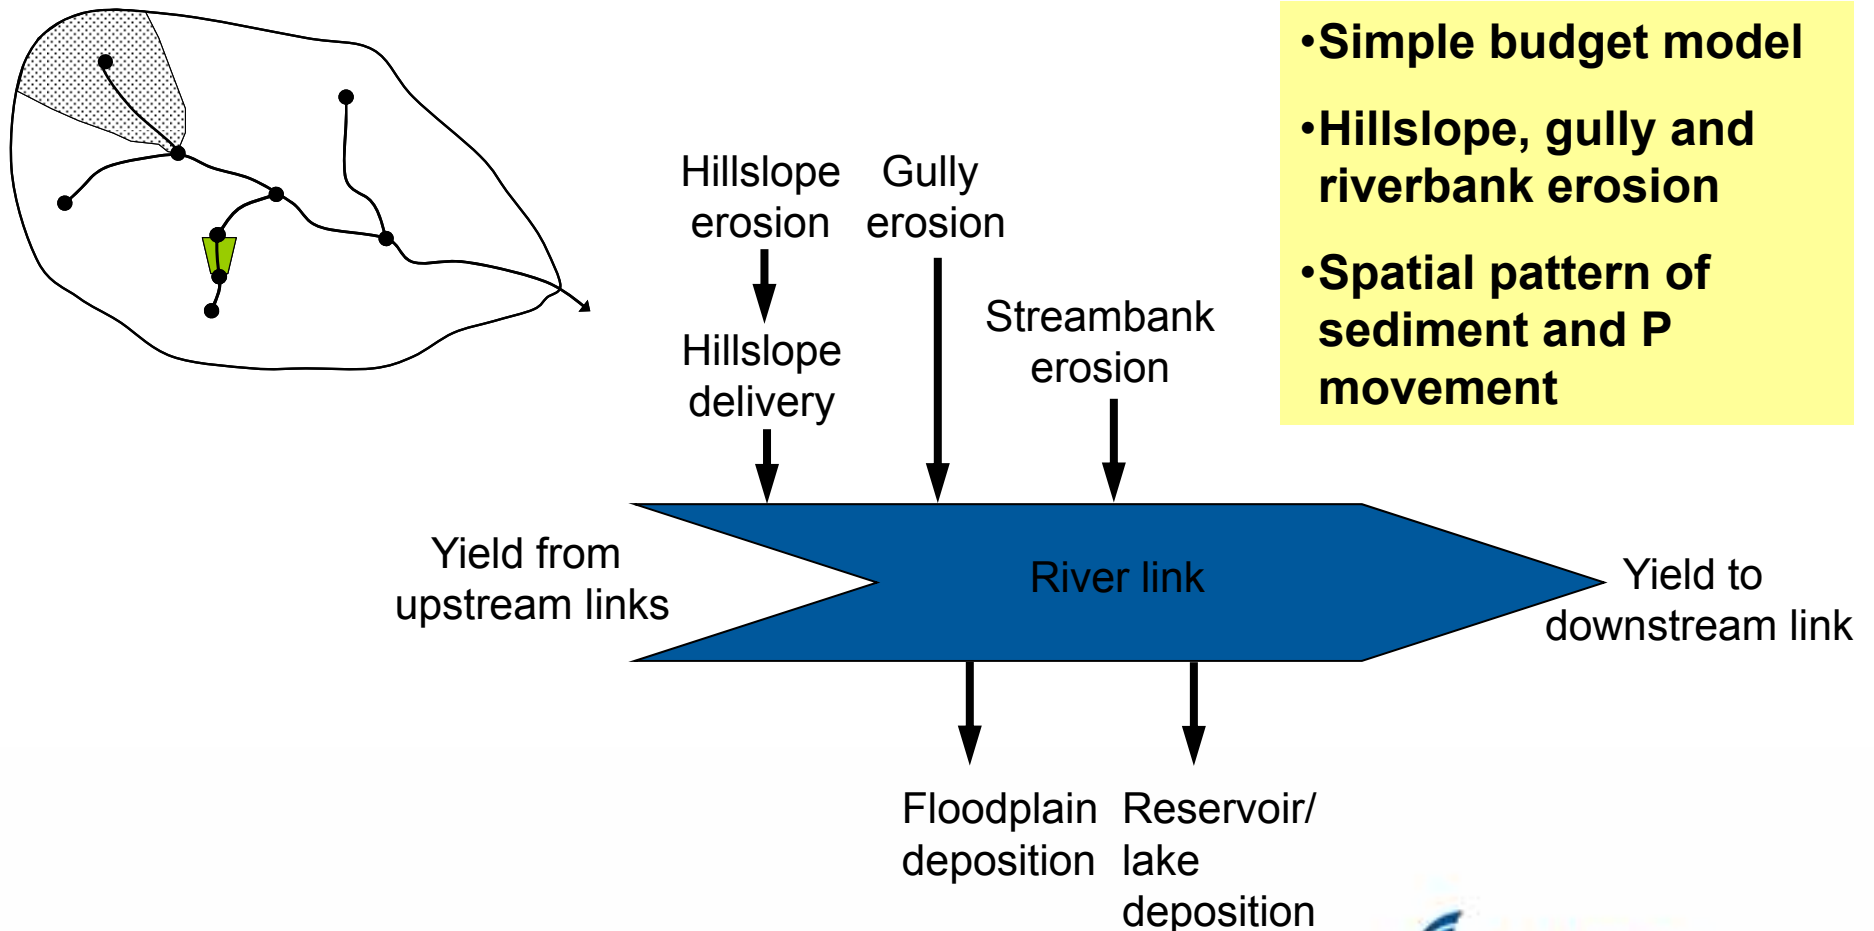 •Simple budget model
•Hillslope, gully and
riverbank erosion
•Spatial pattern of
sediment and P
movement
Hillslope
erosion
Gully
erosion
Hillslope
delivery
Streambank
erosion
Yield from
upstream links
River link
Yield to
downstream link
Floodplain
deposition
Reservoir/
lake
deposition